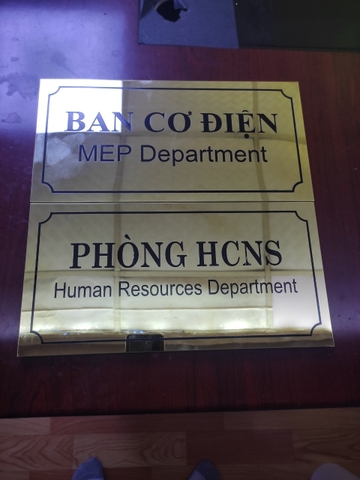 BAN CƠ ĐIỆN
MEP Department
PHÒNG HCNS
Human Resources Department